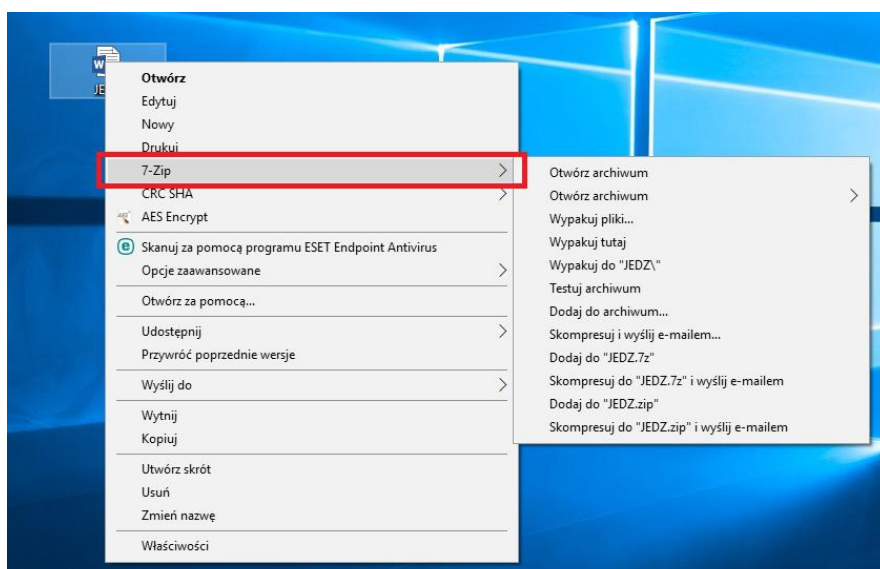 W
JE
Otwórz
Edytuj
Nowy
Drukuj
7-Zip
CRC SHA
AES Encrypt
e
Skanuj za pomocą programu ESET Endpoint Antivirus
Opcje zaawansowane
Otwórz za pomocą...
Udostępnij
Przywróć poprzednie wersje
Wyślij do
Wytnij
Kopiuj
Utwórz skrót
Usuń
Zmień nazwę
Właściwości
Otwórz archiwum
Otwórz archiwum
Wypakuj pliki...
Wypakuj tutaj
Wypakuj do "JEDZ\"
Testuj archiwum
Dodaj do archiwum...
Skompresuj i wyślij e-mailem...
Dodaj do "JEDZ.7z"
Skompresuj do "JEDZ.7z" i wyślij e-mailem
Dodaj do "JEDZ.zip"
Skompresuj do "JEDZ.zip" i wyślij e-mailem